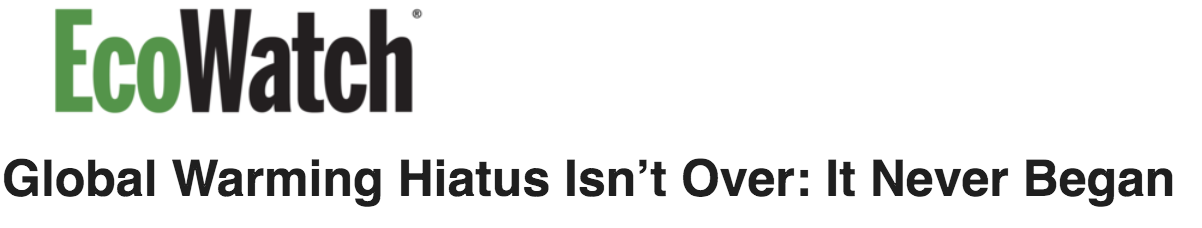 EcoWatch®
Global Warming Hiatus Isn’t Over: It Never Began